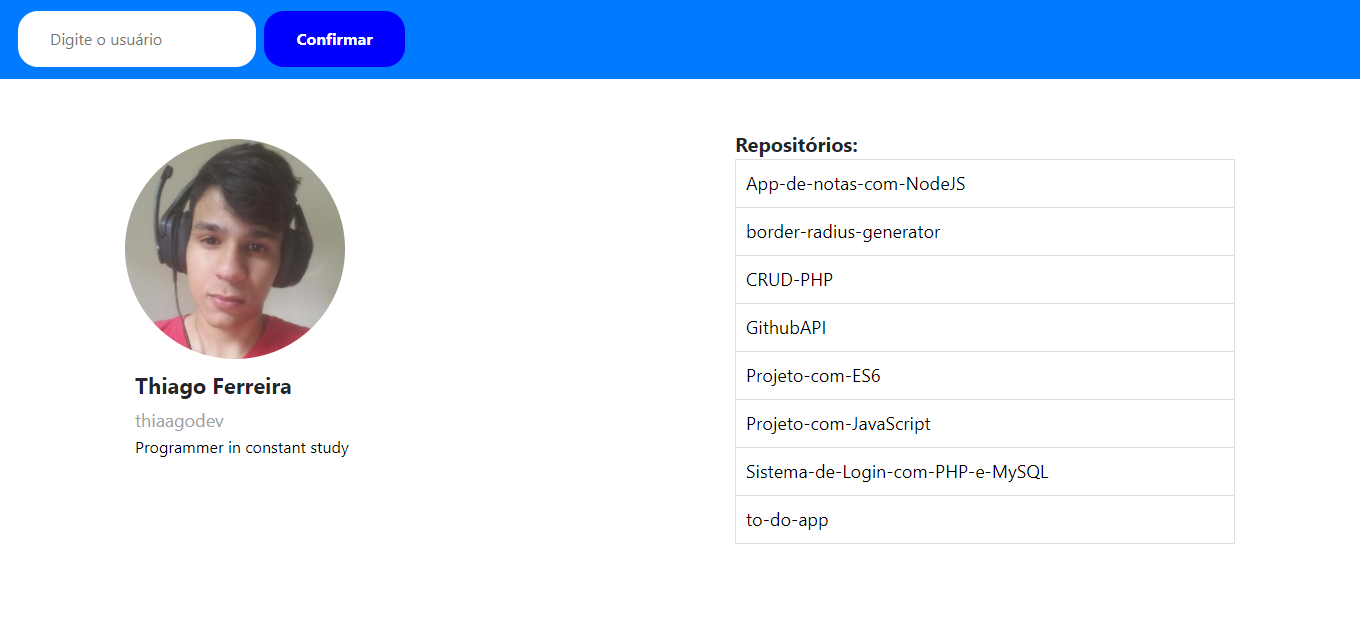 Digite o usuário
Confirmar
Thiago Ferreira
thiaagodev
Programmer in constant study
Repositórios:
App-de-notas-com-NodeJS
border-radius-generator
CRUD-PHP
GithubAPI
Projeto-com-ES6
Projeto-com-JavaScript
Sistema-de-Login-com-PHP-e-MySQL
to-do-app